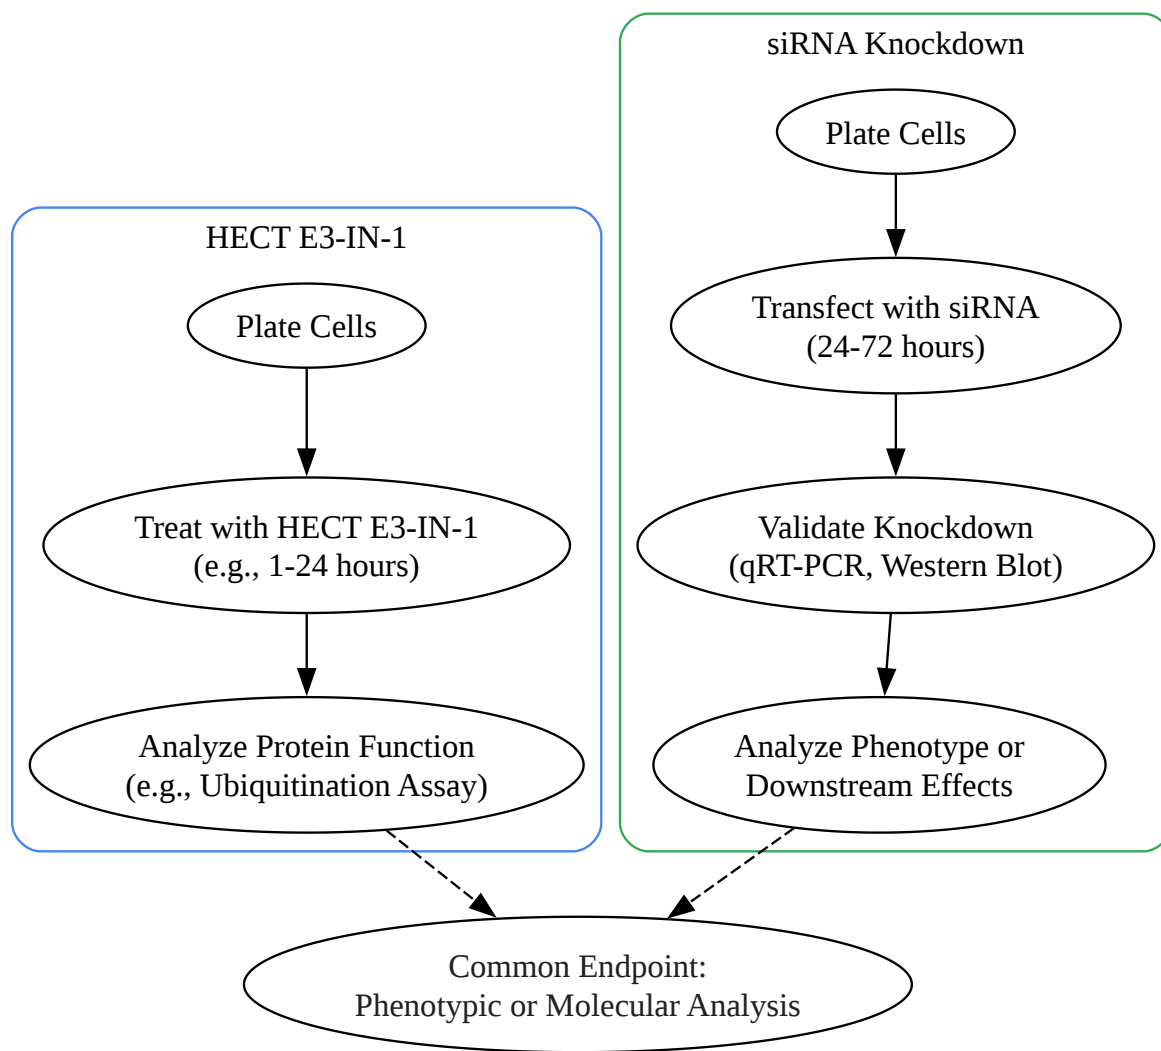 HECT E3-IN-1
Plate Cells
Treat with HECT E3-IN-1
(e.g., 1-24 hours)
Analyze Protein Function
(e.g., Ubiquitination Assay)
siRNA Knockdown
Plate Cells
Transfect with siRNA
(24-72 hours)
Validate Knockdown
(qRT-PCR, Western Blot)
Analyze Phenotype or
Downstream Effects
Common Endpoint:
Phenotypic or Molecular Analysis